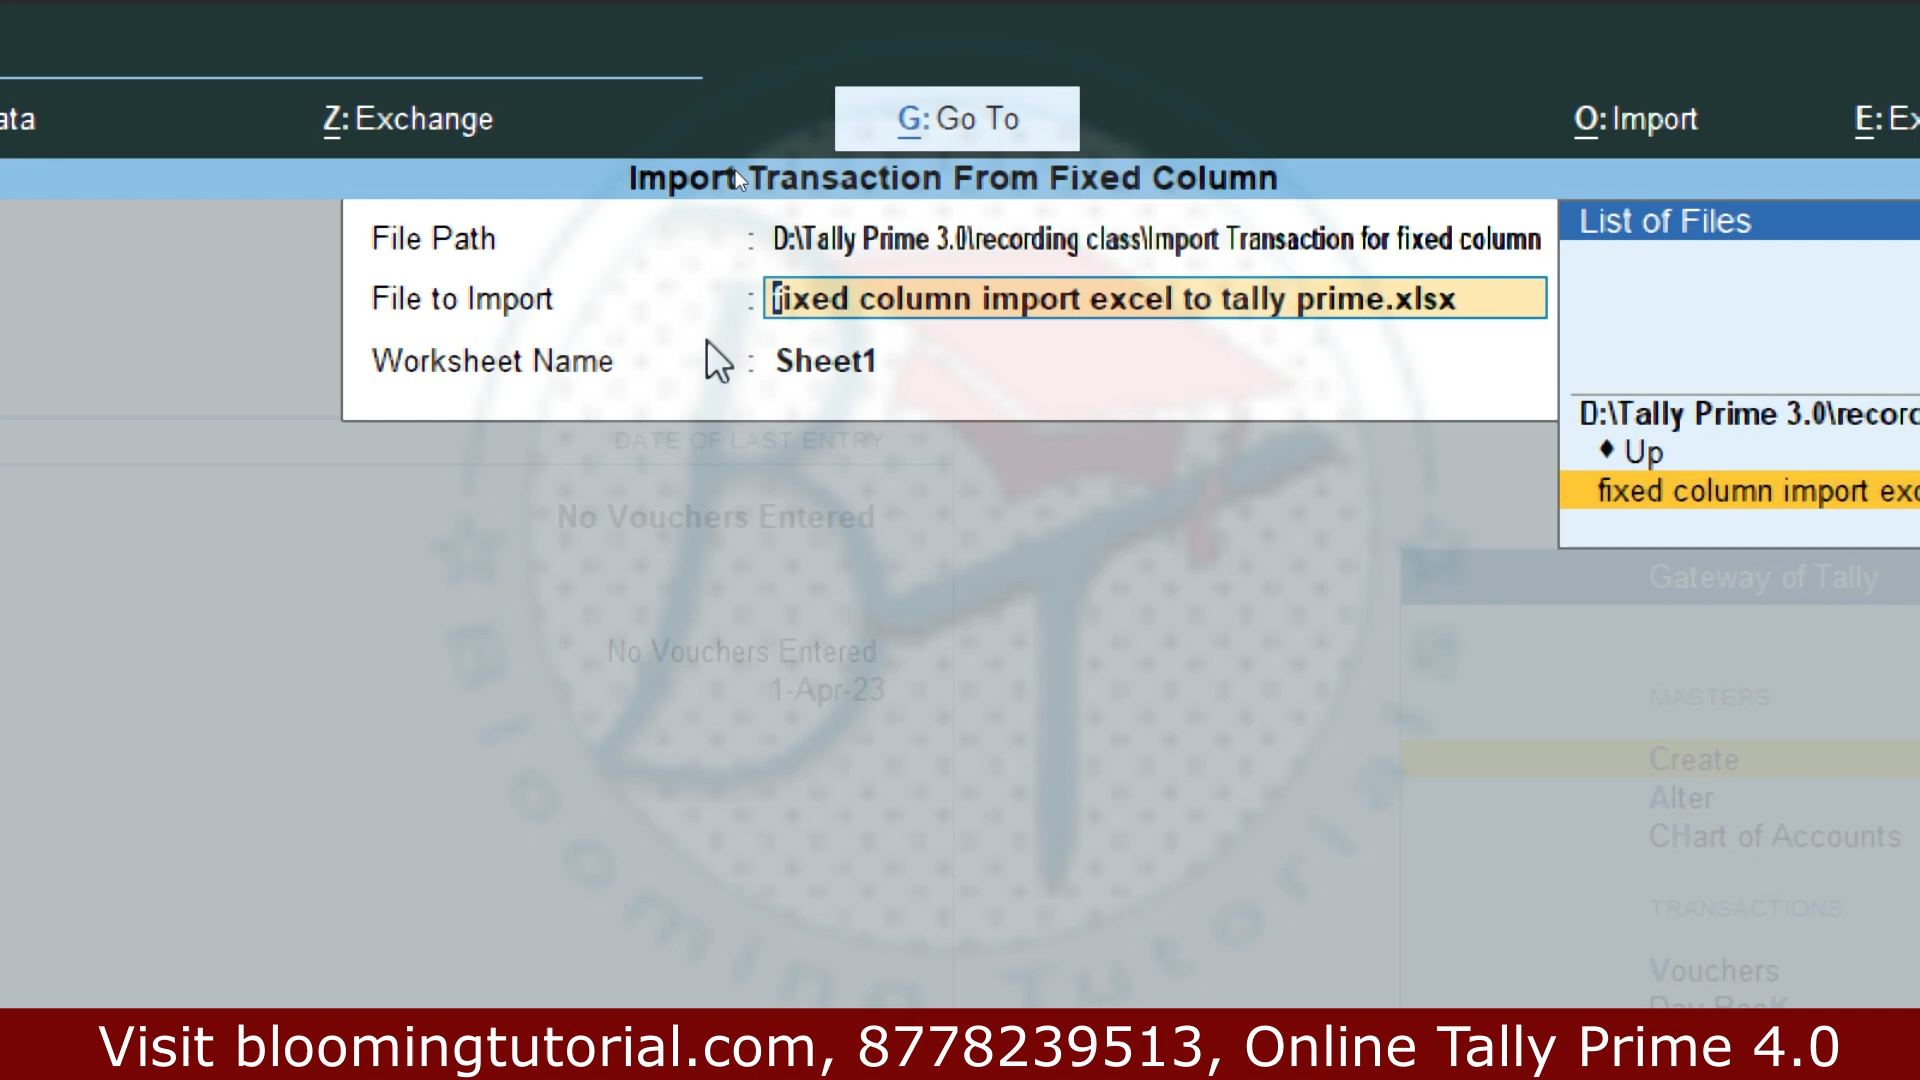 ata
Z: Exchange
G: Go To
O: Import
E: Ex
Import Transaction From Fixed Column
File Path : D:\Tally Prime 3.0\recording class\Import Transaction for fixed column
File to Import : fixed column import excel to tally prime.xlsx
Worksheet Name : Sheet1
List of Files
D:\Tally Prime 3.0\record
♦ Up
fixed column import exc
DATE OF LAST ENTRY
No Vouchers Entered
No Vouchers Entered
1-Apr-23
Gateway of Tally
MASTERS
Create
Alter
CHart of Accounts
TRANSACTIONS
Vouchers
Day BooK
Blooming Tutorials
Visit bloomingtutorial.com, 8778239513, Online Tally Prime 4.0